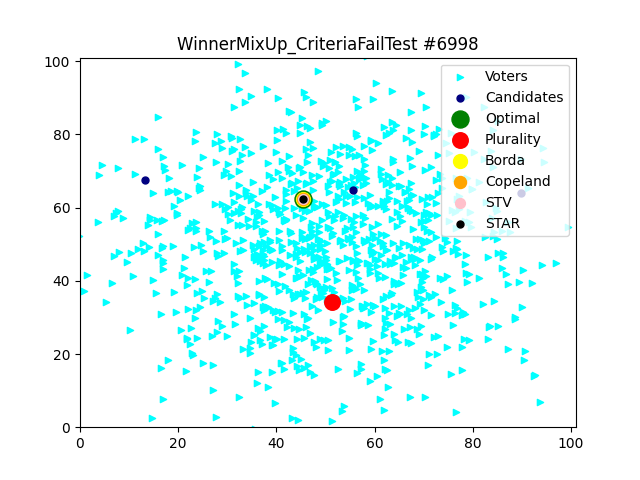 WinnerMixUp_CriteriaFailTest #6998
100
80
60
40
20
0
0 20 40 60 80 100
Voters
Candidates
Optimal
Plurality
Borda
Copeland
STV
STAR